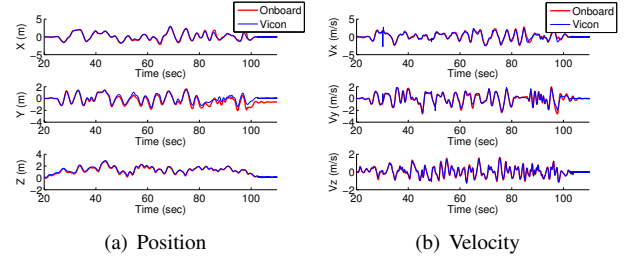 Onboard
Vicon
X (m)
5
0
−5
20 40 60 80 100
Time (sec)
Y (m)
2
0
−2
−4
20 40 60 80 100
Time (sec)
Z (m)
4
2
0
−2
20 40 60 80 100
Time (sec)
(a) Position
Onboard
Vicon
Vx (m/s)
5
0
−5
20 40 60 80 100
Time (sec)
Vy (m/s)
2
0
−2
−4
20 40 60 80 100
Time (sec)
Vz (m/s)
2
0
−2
20 40 60 80 100
Time (sec)
(b) Velocity